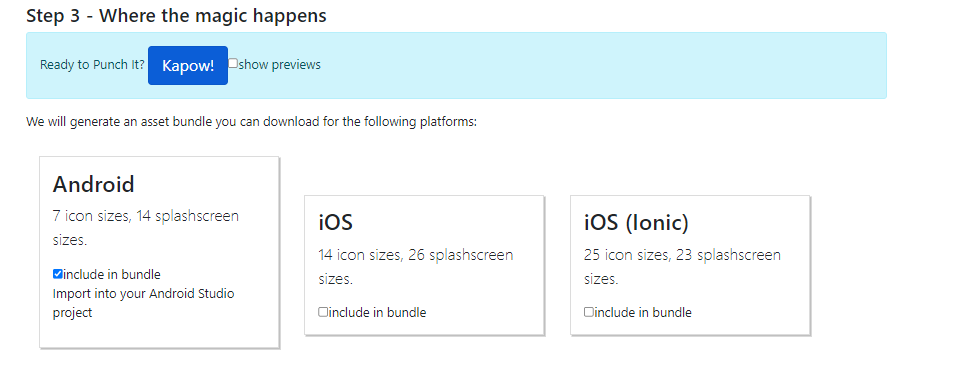 Step 3 - Where the magic happens
Ready to Punch It? Kapow! show previews
We will generate an asset bundle you can download for the following platforms:
Android
7 icon sizes, 14 splashscreen
sizes.
include in bundle
Import into your Android Studio
project
iOS
14 icon sizes, 26 splashscreen
sizes.
include in bundle
iOS (Ionic)
25 icon sizes, 23 splashscreen
sizes.
include in bundle